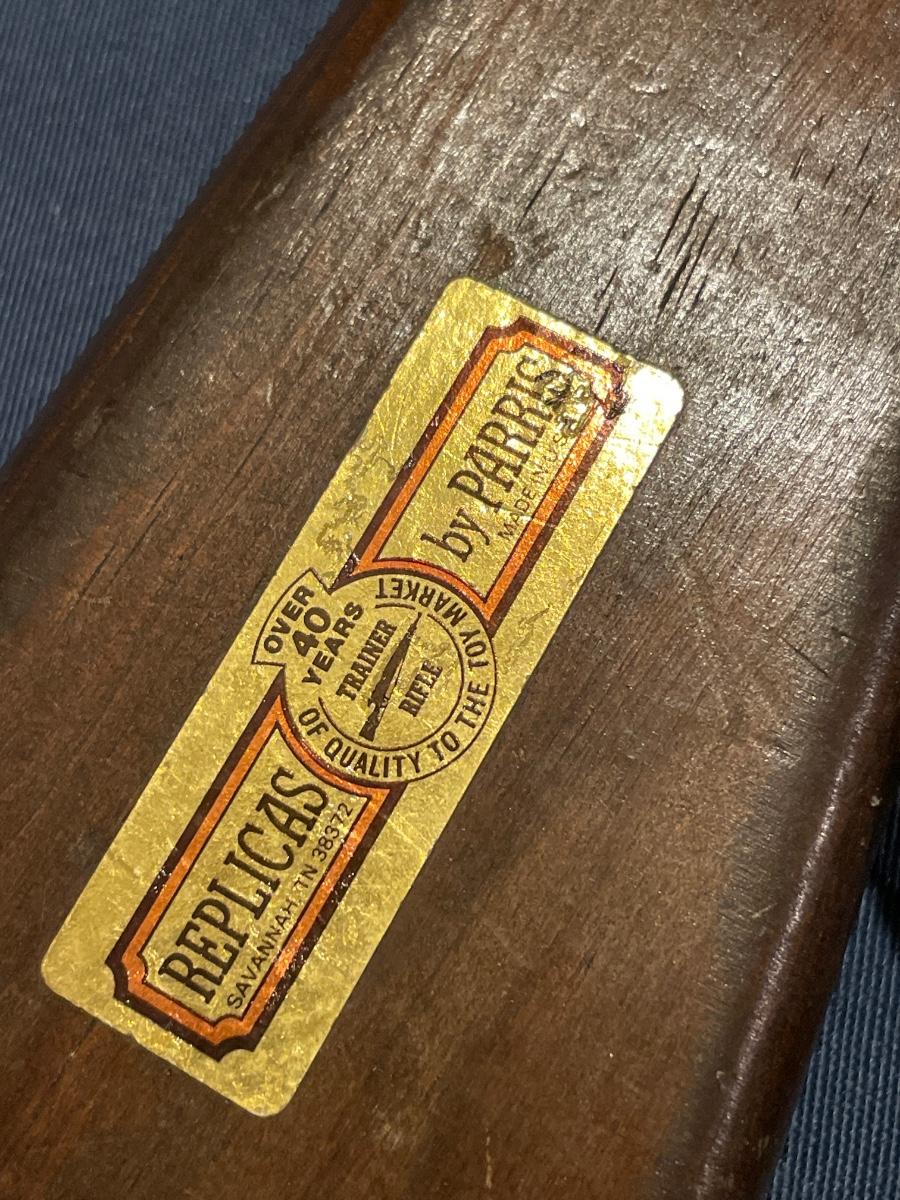 REPLICAS
SAVANNAH, TN 38372
OVER
40
YEARS
OF QUALITY TO THE TOY MARKET
TRAINER
RIFLE
by PARRIS
MADE IN U.S.A.